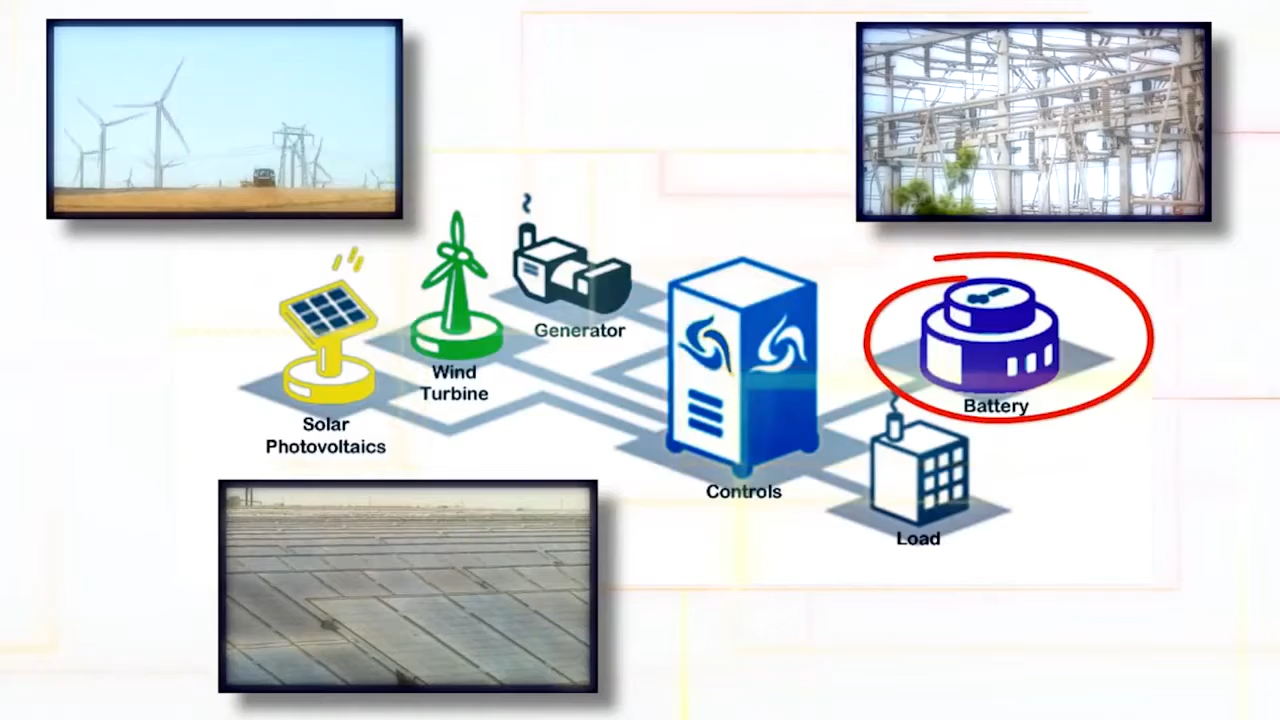 Generator
Wind
Turbine
Solar
Photovoltaics
Battery
Controls
Load